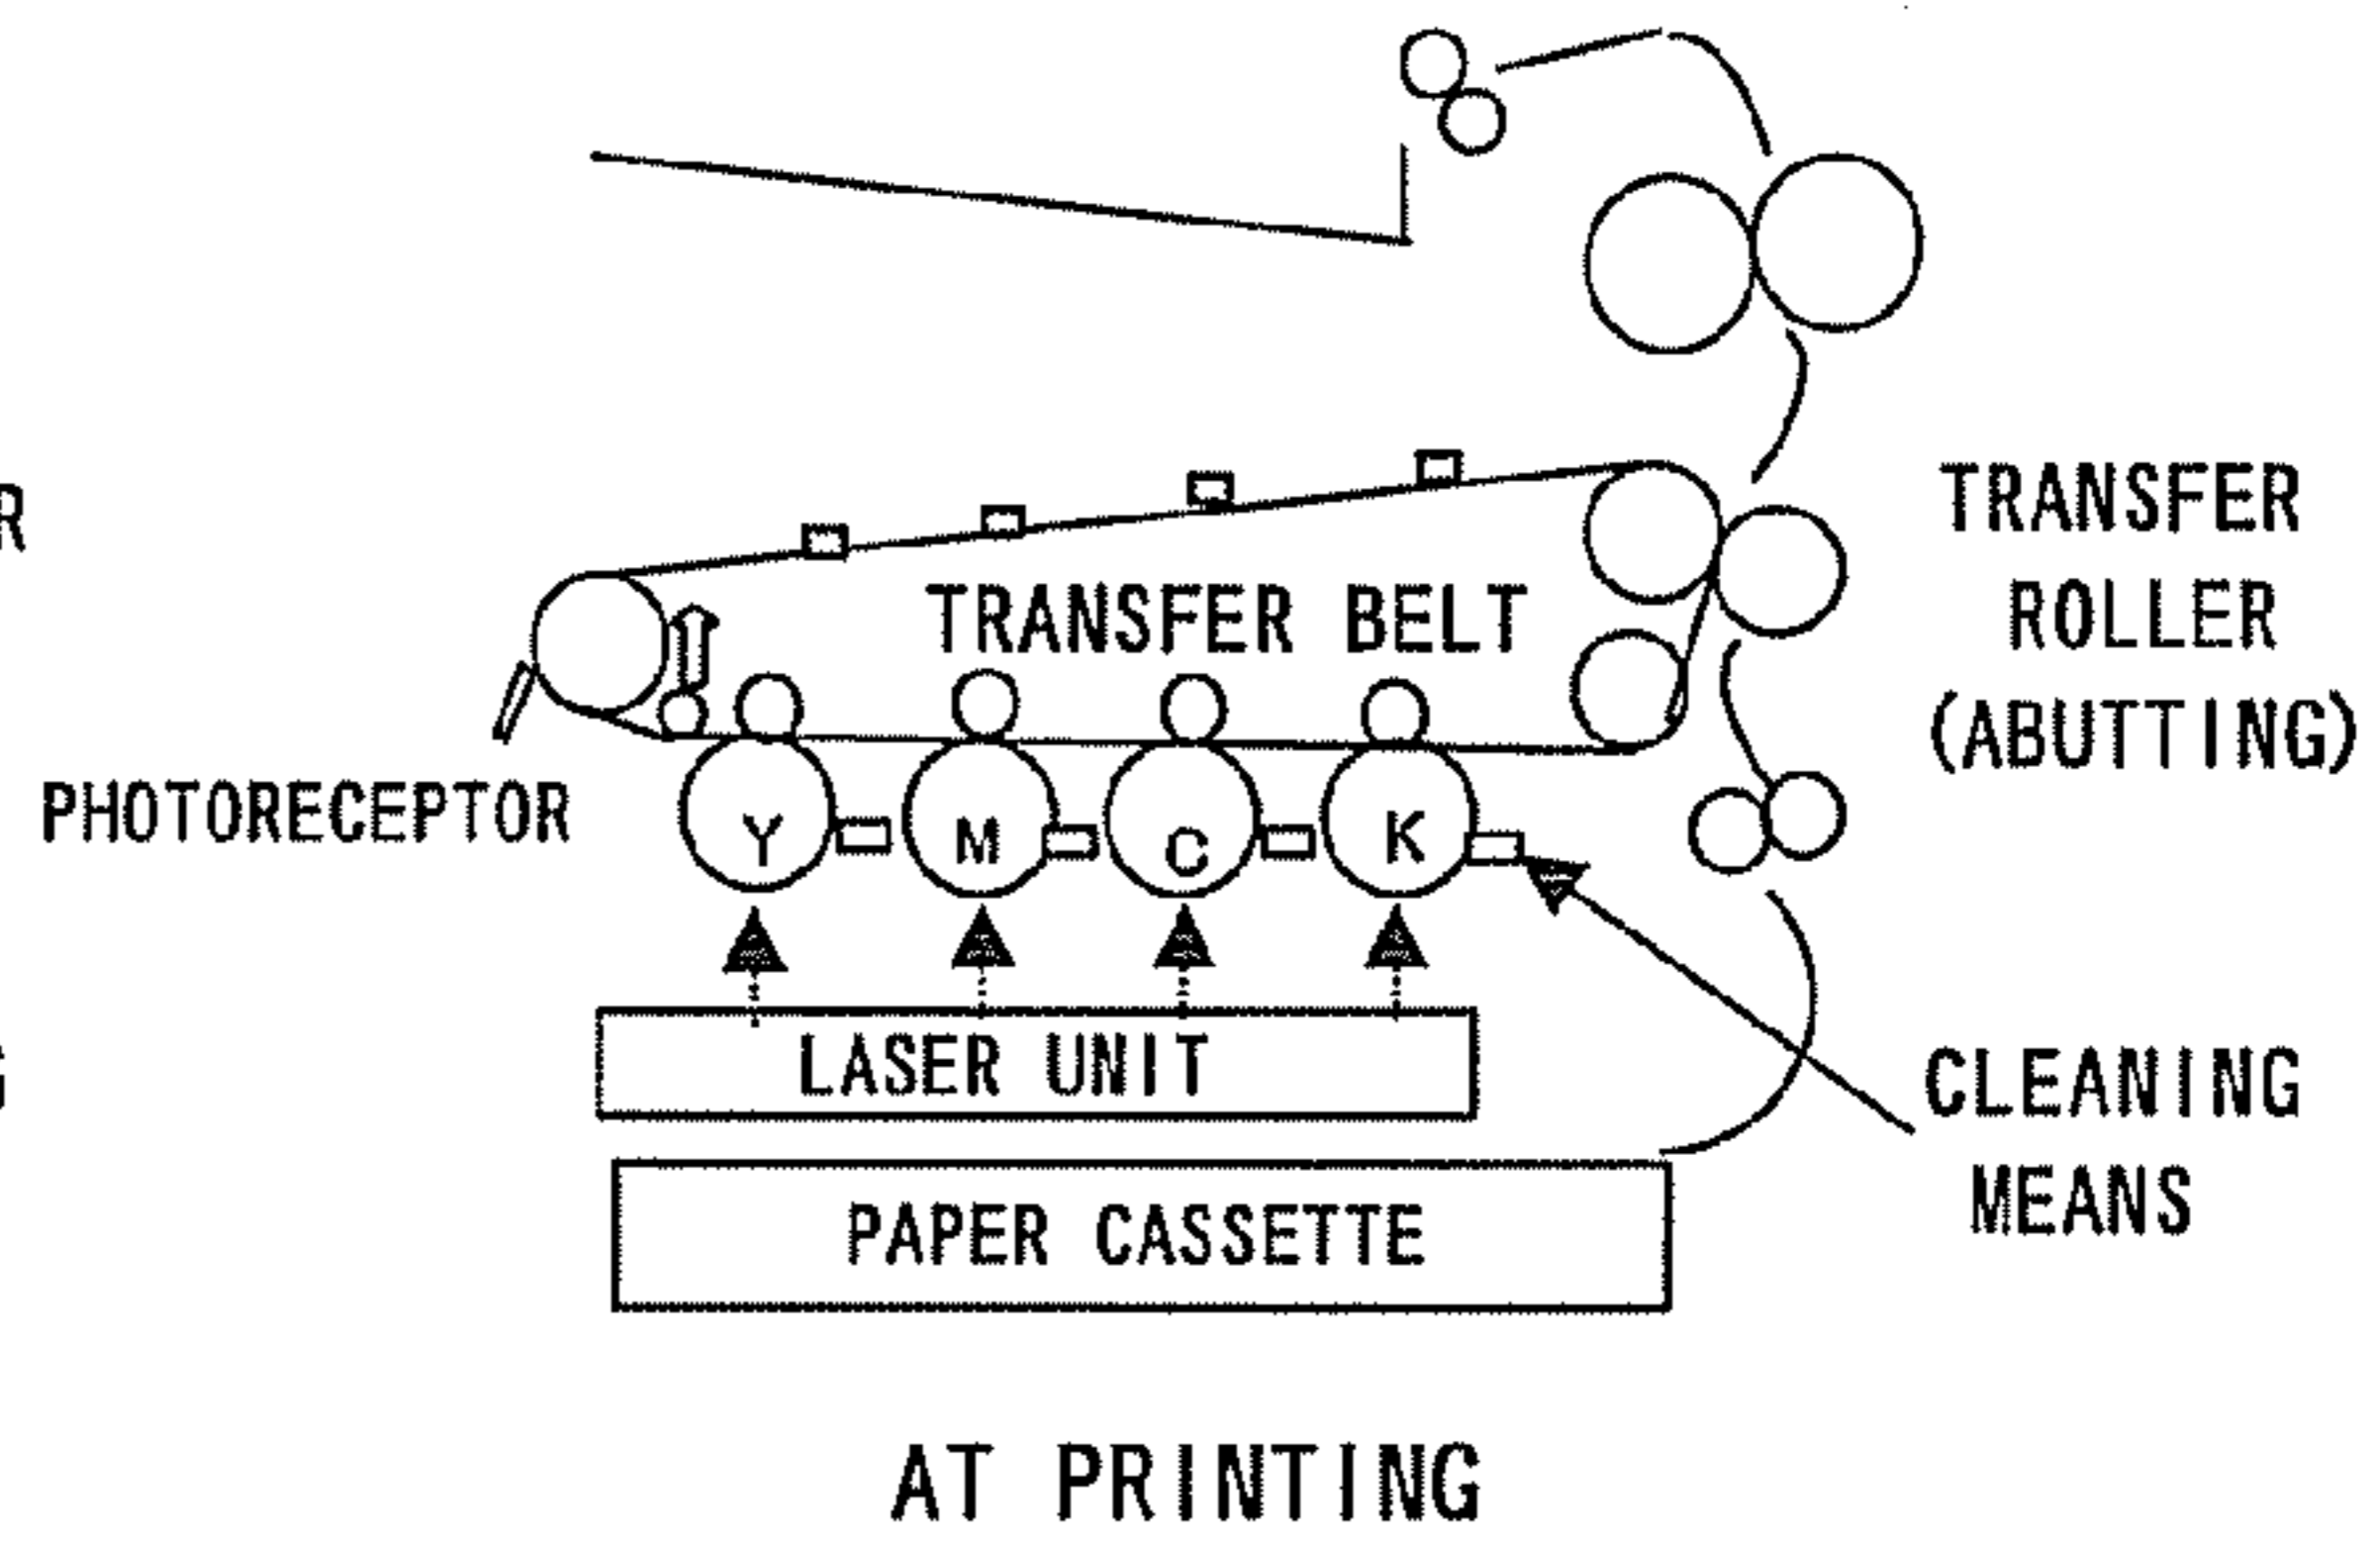 R
TRANSFER
ROLLER
(ABUTTING)
TRANSFER BELT
PHOTORECEPTOR
Y
M
C
K
G
LASER UNIT
CLEANING
MEANS
PAPER CASSETTE
AT PRINTING